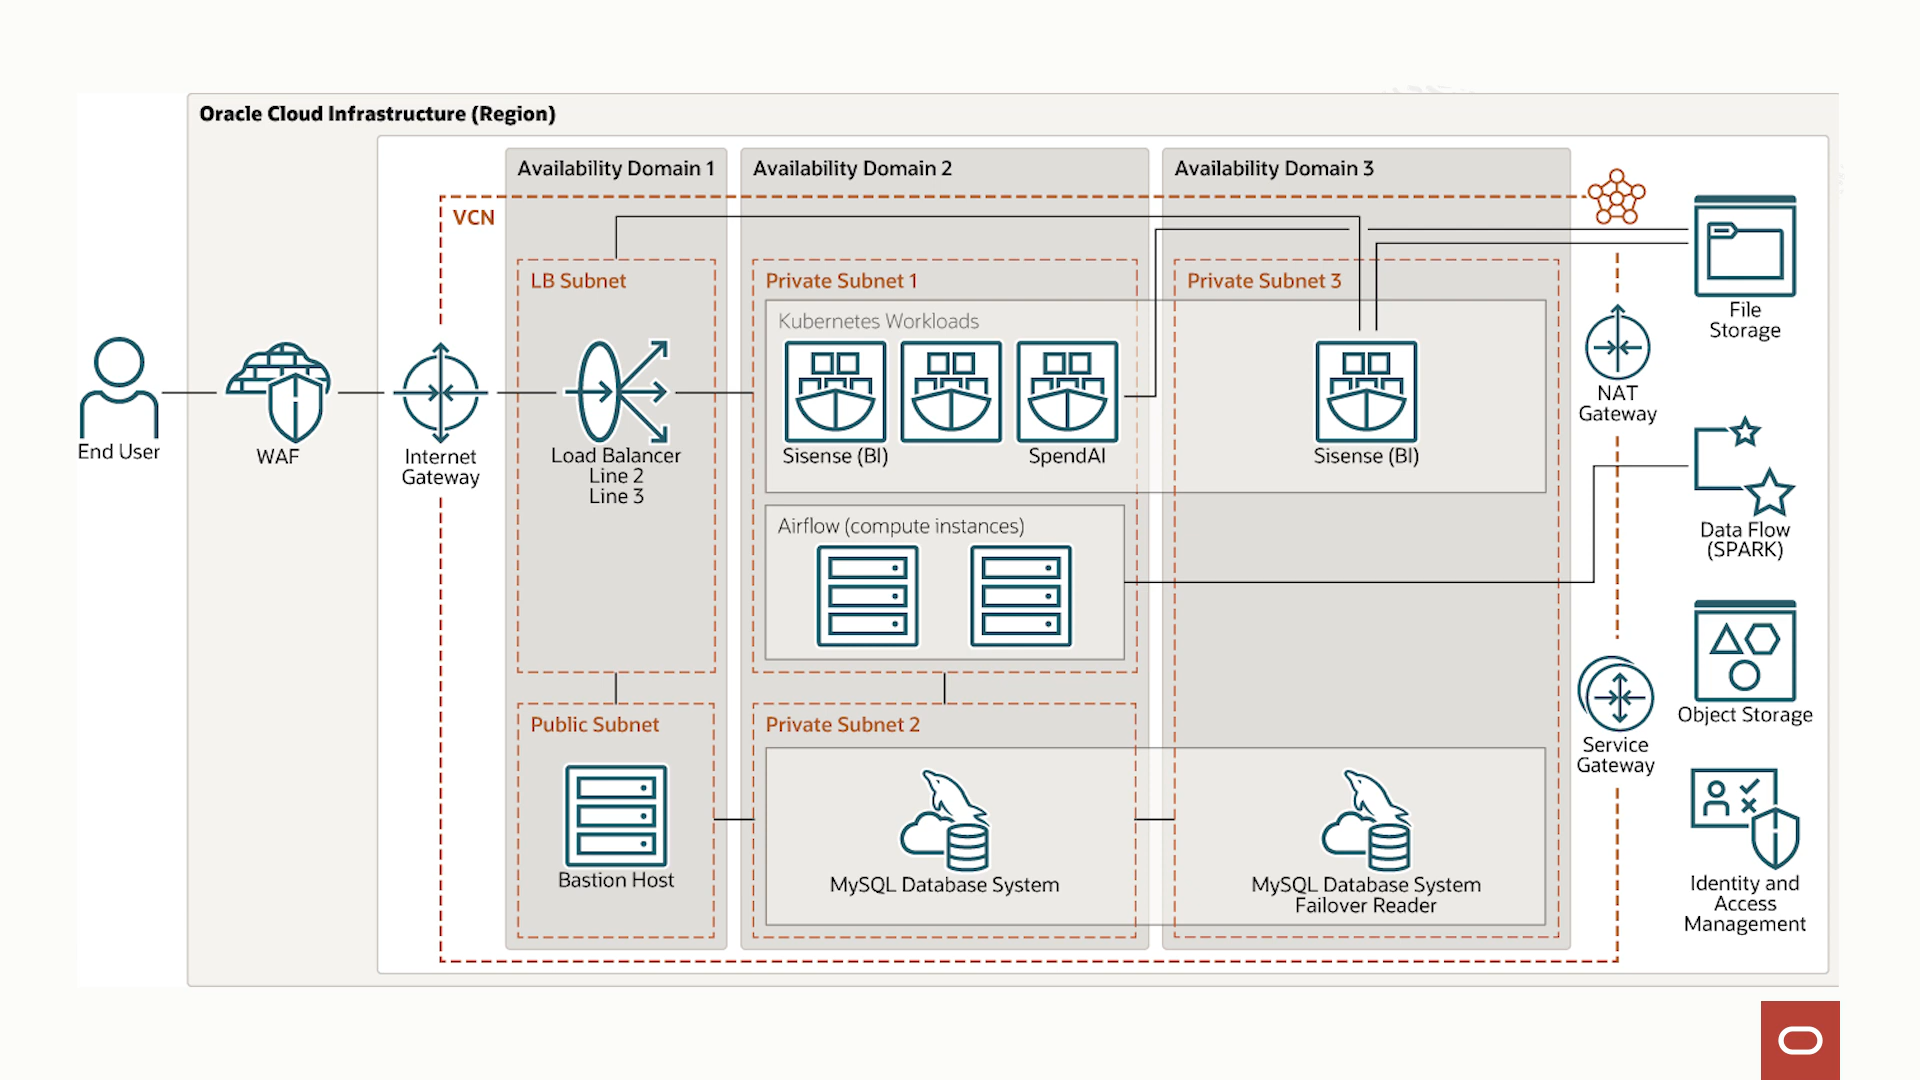 Oracle Cloud Infrastructure (Region)
Availability Domain 1
Availability Domain 2
Availability Domain 3
VCN
LB Subnet
Private Subnet 1
Private Subnet 3
Kubernetes Workloads
File
Storage
End User
WAF
Internet
Gateway
Load Balancer
Line 2
Line 3
Sisense (BI)
SpendAI
Sisense (BI)
NAT
Gateway
Airflow (compute instances)
Data Flow
(SPARK)
Public Subnet
Private Subnet 2
Object Storage
Service
Gateway
Bastion Host
MySQL Database System
MySQL Database System
Failover Reader
Identity and
Access
Management